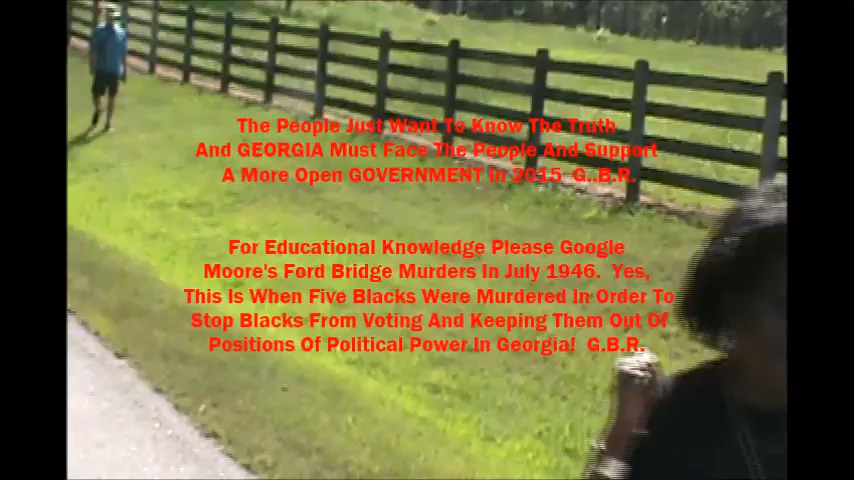 The People Just Want To Know The Truth
And GEORGIA Must Face The People And Support
A More Open GOVERNMENT in 2015  G..B.R.
For Educational Knowledge Please Google
Moore's Ford Bridge Murders In July 1946.  Yes,
This Is When Five Blacks Were Murdered In Order To
Stop Blacks From Voting And Keeping Them Out Of
Positions Of Political Power In Georgia!  G.B.R.